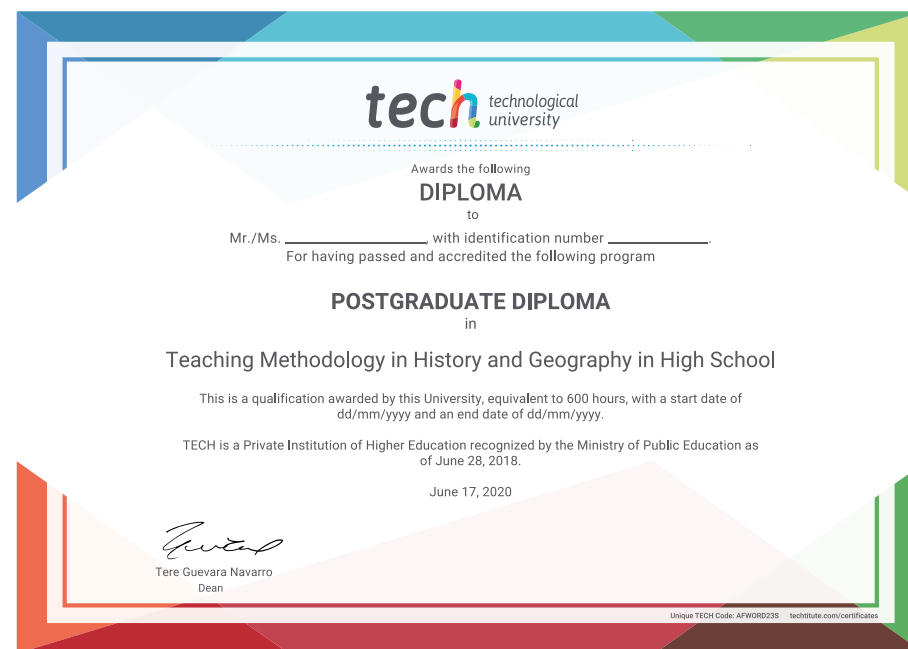 tech technological
university
Awards the following
DIPLOMA
to
Mr./Ms. ____________________, with identification number ______________.
For having passed and accredited the following program
POSTGRADUATE DIPLOMA
in
Teaching Methodology in History and Geography in High School
This is a qualification awarded by this University, equivalent to 600 hours, with a start date of
dd/mm/yyyy and an end date of dd/mm/yyyy.
TECH is a Private Institution of Higher Education recognized by the Ministry of Public Education as
of June 28, 2018.
June 17, 2020
Tere Guevara Navarro
Dean
Unique TECH Code: AFWORD23S techtitute.com/certificates